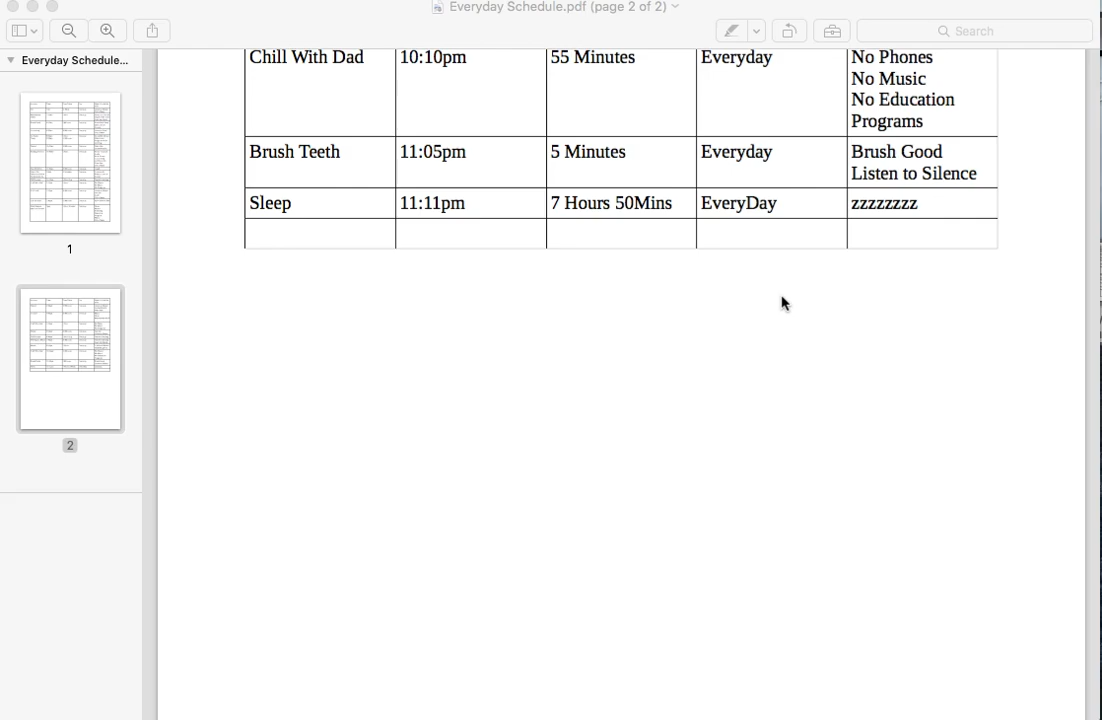 Everyday Schedule.pdf (page 2 of 2)
Search
Everyday Schedule...
1
2
Chill With Dad 10:10pm 55 Minutes Everyday No Phones
No Music
No Education
Programs
Brush Teeth 11:05pm 5 Minutes Everyday Brush Good
Listen to Silence
Sleep 11:11pm 7 Hours 50Mins EveryDay zzzzzzzz